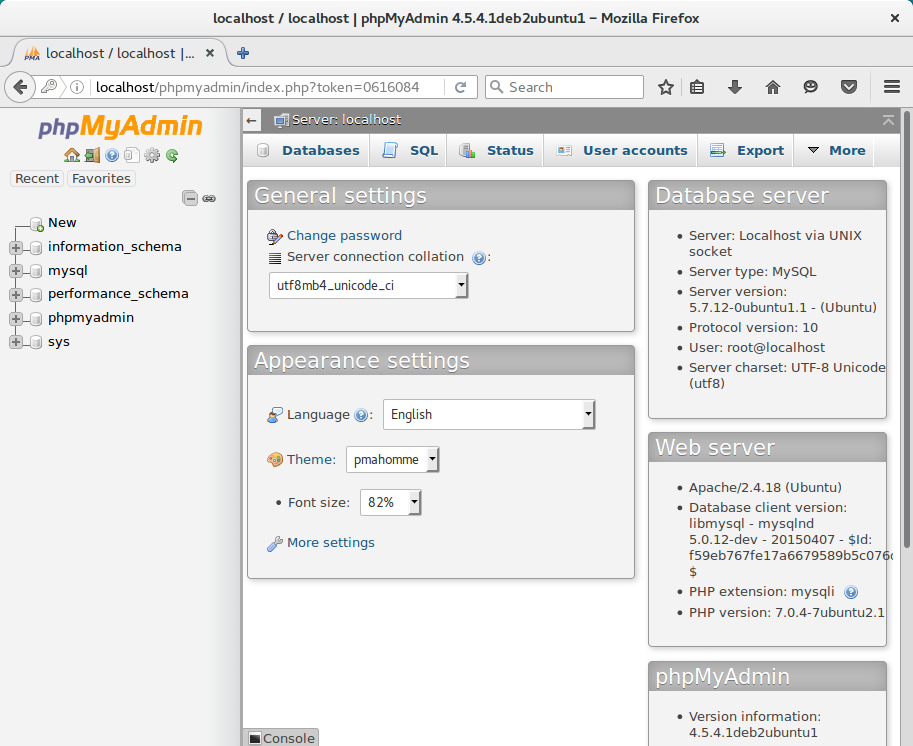 localhost / localhost | phpMyAdmin 4.5.4.1deb2ubuntu1 – Mozilla Firefox
localhost / localhost |...
localhost/phpmyadmin/index.php?token=0616084
Search
phpMyAdmin
Recent
Favorites
New
information_schema
mysql
performance_schema
phpmyadmin
sys
Server: localhost
Databases
SQL
Status
User accounts
Export
More
General settings
Change password
Server connection collation :
utf8mb4_unicode_ci
Appearance settings
Language : English
Theme: pmahomme
Font size: 82%
More settings
Database server
Server: Localhost via UNIX
socket
Server type: MySQL
Server version:
5.7.12-0ubuntu1.1 - (Ubuntu)
Protocol version: 10
User: root@localhost
Server charset: UTF-8 Unicode
(utf8)
Web server
Apache/2.4.18 (Ubuntu)
Database client version:
libmysql - mysqlnd
5.0.12-dev - 20150407 - $Id:
f59eb767fe17a6679589b5c076
$
PHP extension: mysqli
PHP version: 7.0.4-7ubuntu2.1
phpMyAdmin
Version information:
4.5.4.1deb2ubuntu1
Console